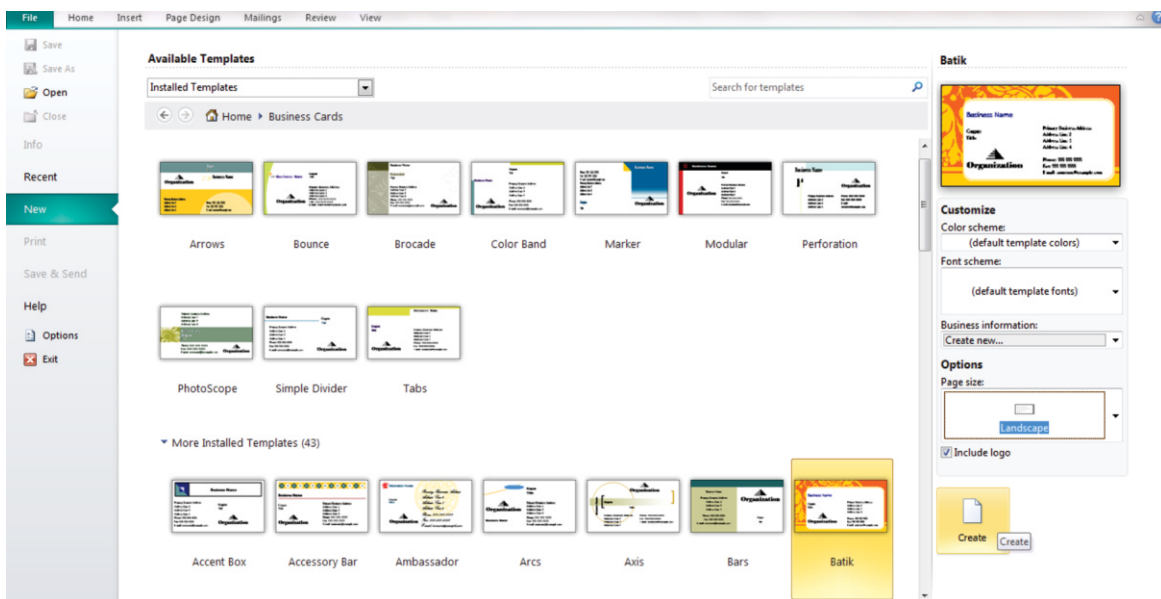 File Home Insert Page Design Mailings Review View
Save
Save As
Open
Close
Info
Recent
New
Print
Save & Send
Help
Options
Exit
Available Templates
Installed Templates
Search for templates
Home Business Cards
Arrows Bounce Brocade Color Band Marker Modular Perforation
PhotoScope Simple Divider Tabs
More Installed Templates (43)
Accent Box Accessory Bar Ambassador Arcs Axis Bars Batik
Batik
Business Name
Organization
Customize
Color scheme:
(default template colors)
Font scheme:
(default template fonts)
Business information:
Create new...
Options
Page size:
Landscape
Include logo
Create
Create